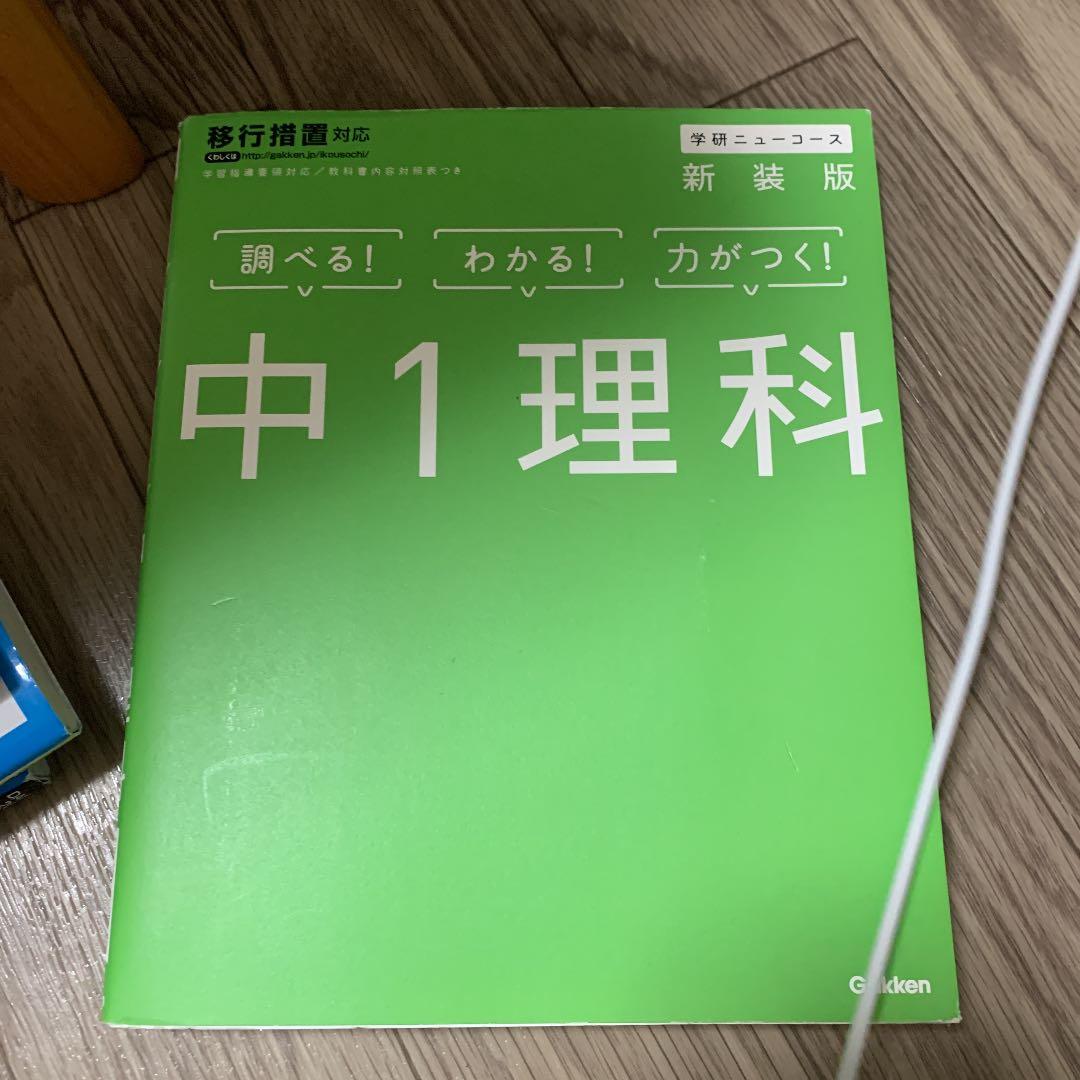 移行措置対応
くわしくは http://gakken.jp/ikousochi/
学習指導要領対応／教科書内容対照表つき
学研ニューコース
新装版
調べる！
わかる！
力がつく！
中1理科
Gakken